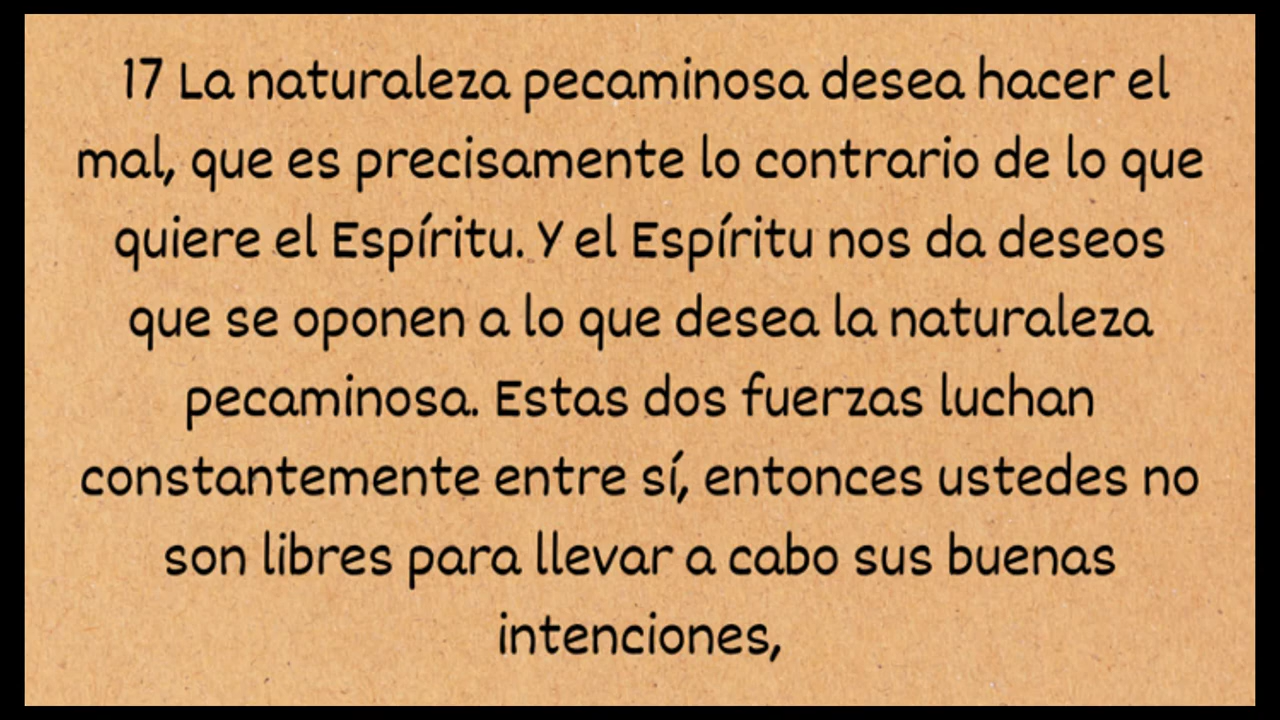 17 La naturaleza pecaminosa desea hacer el
mal, que es precisamente lo contrario de lo que
quiere el Espíritu. Y el Espíritu nos da deseos
que se oponen a lo que desea la naturaleza
pecaminosa. Estas dos fuerzas luchan
constantemente entre sí, entonces ustedes no
son libres para llevar a cabo sus buenas
intenciones,